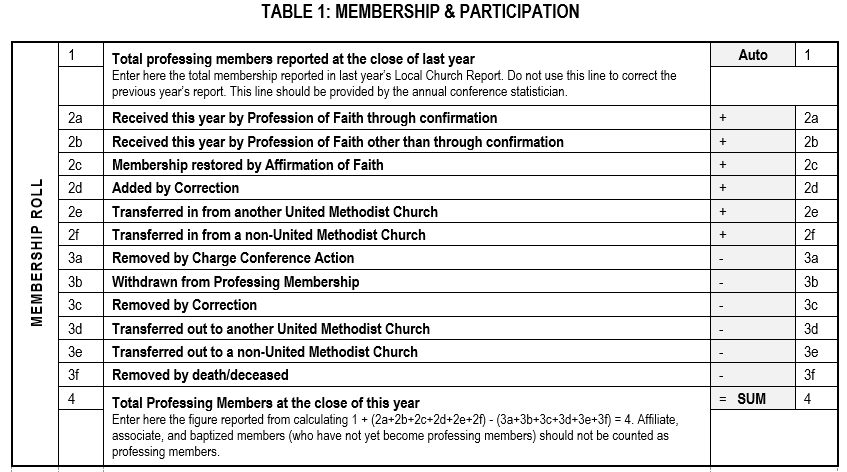 TABLE 1: MEMBERSHIP & PARTICIPATION
MEMBERSHIP ROLL
1 Total professing members reported at the close of last year Auto 1
Enter here the total membership reported in last year's Local Church Report. Do not use this line to correct the
previous year's report. This line should be provided by the annual conference statistician.
2a Received this year by Profession of Faith through confirmation + 2a
2b Received this year by Profession of Faith other than through confirmation + 2b
2c Membership restored by Affirmation of Faith + 2c
2d Added by Correction + 2d
2e Transferred in from another United Methodist Church + 2e
2f Transferred in from a non-United Methodist Church + 2f
3a Removed by Charge Conference Action - 3a
3b Withdrawn from Professing Membership - 3b
3c Removed by Correction - 3c
3d Transferred out to another United Methodist Church - 3d
3e Transferred out to a non-United Methodist Church - 3e
3f Removed by death/deceased - 3f
4 Total Professing Members at the close of this year = SUM 4
Enter here the figure reported from calculating 1 + (2a+2b+2c+2d+2e+2f) - (3a+3b+3c+3d+3e+3f) = 4. Affiliate,
associate, and baptized members (who have not yet become professing members) should not be counted as
professing members.